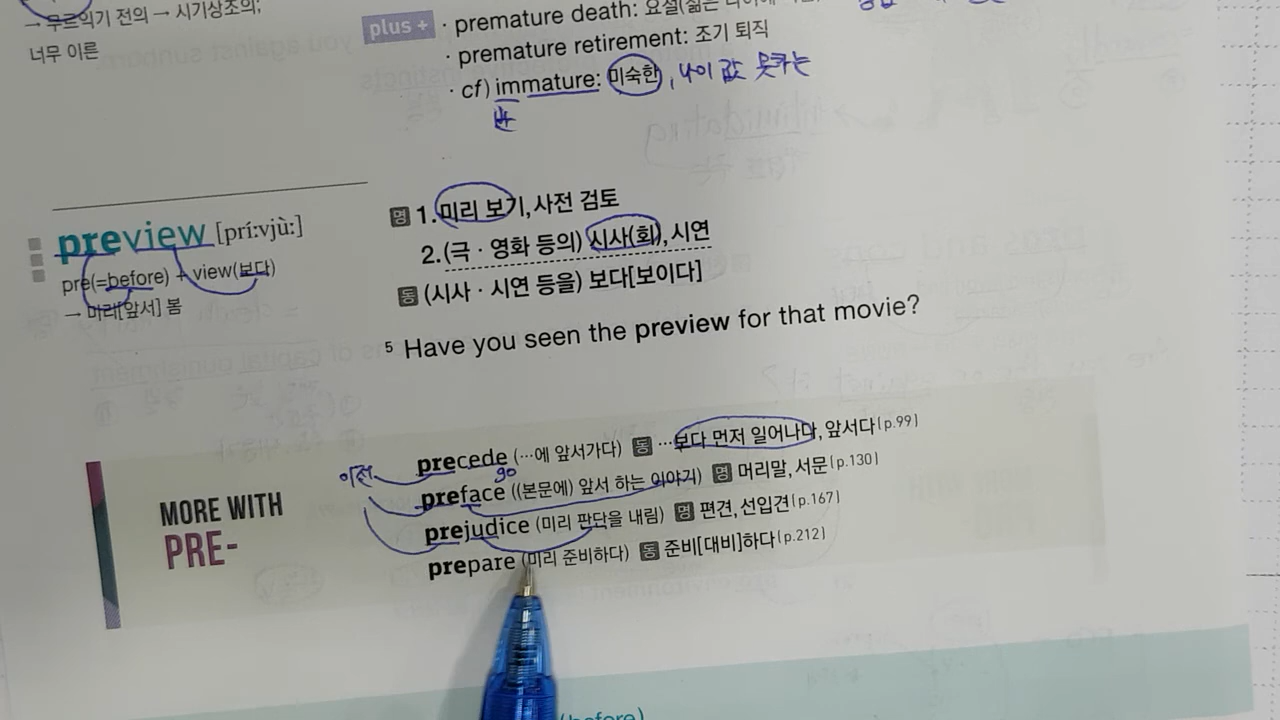 → 무르익기 전의 → 시기상조의;
너무 이른
plus + · premature death: 요절(젊은
· premature retirement: 조기 퇴직
· cf) immature: 미숙한, 나이 값 못하는
preview [príːvjùː]
pre(=before) + view(보다)
→ 미래[앞서] 봄
명 1. 미리 보기, 사전 검토
2. (극 · 영화 등의) 시사(회), 시연
동 (시사 · 시연 등을) 보다[보이다]
5 Have you seen the preview for that movie?
MORE WITH
PRE-
이전
precede (…에 앞서가다) 동 …보다 먼저 일어나다, 앞서다(p.99)
go
preface ((본문에) 앞서 하는 이야기) 명 머리말, 서문(p.130)
prejudice (미리 판단을 내림) 명 편견, 선입견(p.167)
prepare (미리 준비하다) 동 준비[대비]하다(p.212)
(before)